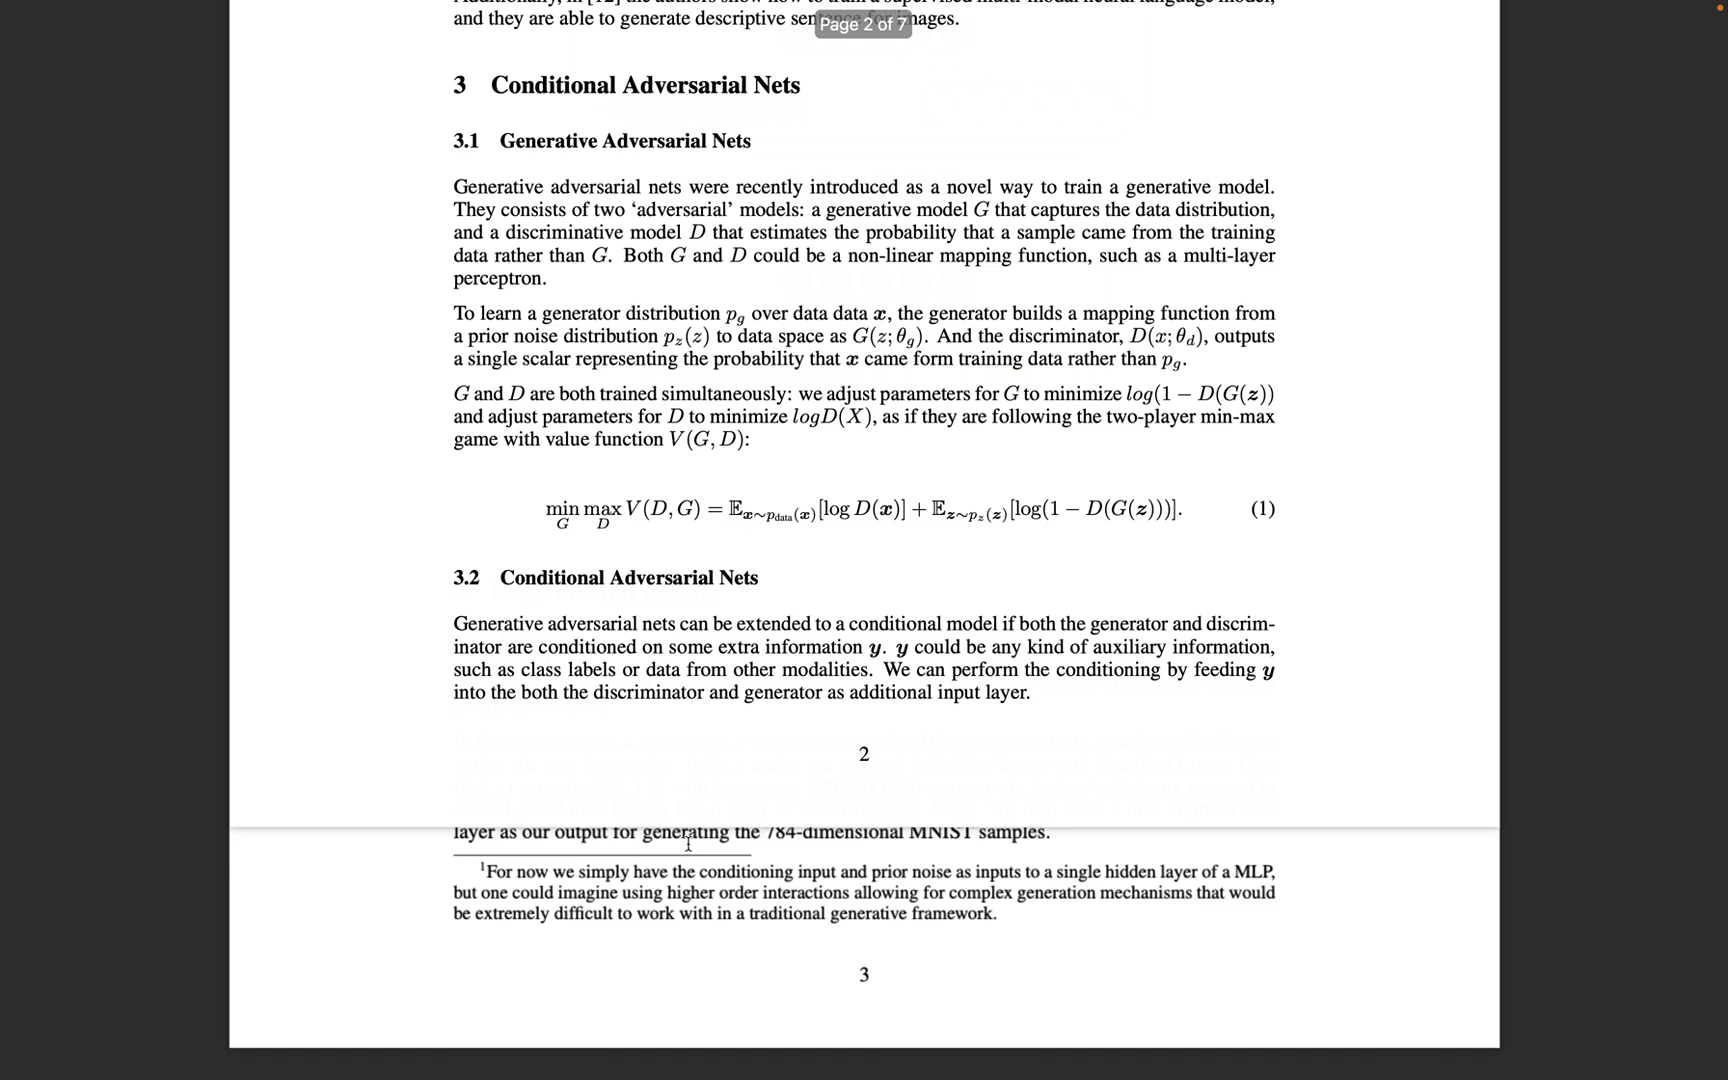 and they are able to generate descriptive images.
Page 2 of 7
3 Conditional Adversarial Nets
3.1 Generative Adversarial Nets
Generative adversarial nets were recently introduced as a novel way to train a generative model.
They consists of two ‘adversarial’ models: a generative model G that captures the data distribution,
and a discriminative model D that estimates the probability that a sample came from the training
data rather than G. Both G and D could be a non-linear mapping function, such as a multi-layer
perceptron.
To learn a generator distribution p_g over data data x, the generator builds a mapping function from
a prior noise distribution p_z(z) to data space as G(z; θ_g). And the discriminator, D(x; θ_d), outputs
a single scalar representing the probability that x came form training data rather than p_g.
G and D are both trained simultaneously: we adjust parameters for G to minimize log(1 − D(G(z))
and adjust parameters for D to minimize logD(X), as if they are following the two-player min-max
game with value function V(G, D):
min_G max_D V(D, G) = 𝔼_{x∼p_data(x)}[log D(x)] + 𝔼_{z∼p_z(z)}[log(1 − D(G(z)))]. (1)
3.2 Conditional Adversarial Nets
Generative adversarial nets can be extended to a conditional model if both the generator and discrim-
inator are conditioned on some extra information y. y could be any kind of auxiliary information,
such as class labels or data from other modalities. We can perform the conditioning by feeding y
into the both the discriminator and generator as additional input layer.
2
layer as our output for generating the 784-dimensional MNIST samples.
¹For now we simply have the conditioning input and prior noise as inputs to a single hidden layer of a MLP,
but one could imagine using higher order interactions allowing for complex generation mechanisms that would
be extremely difficult to work with in a traditional generative framework.
3